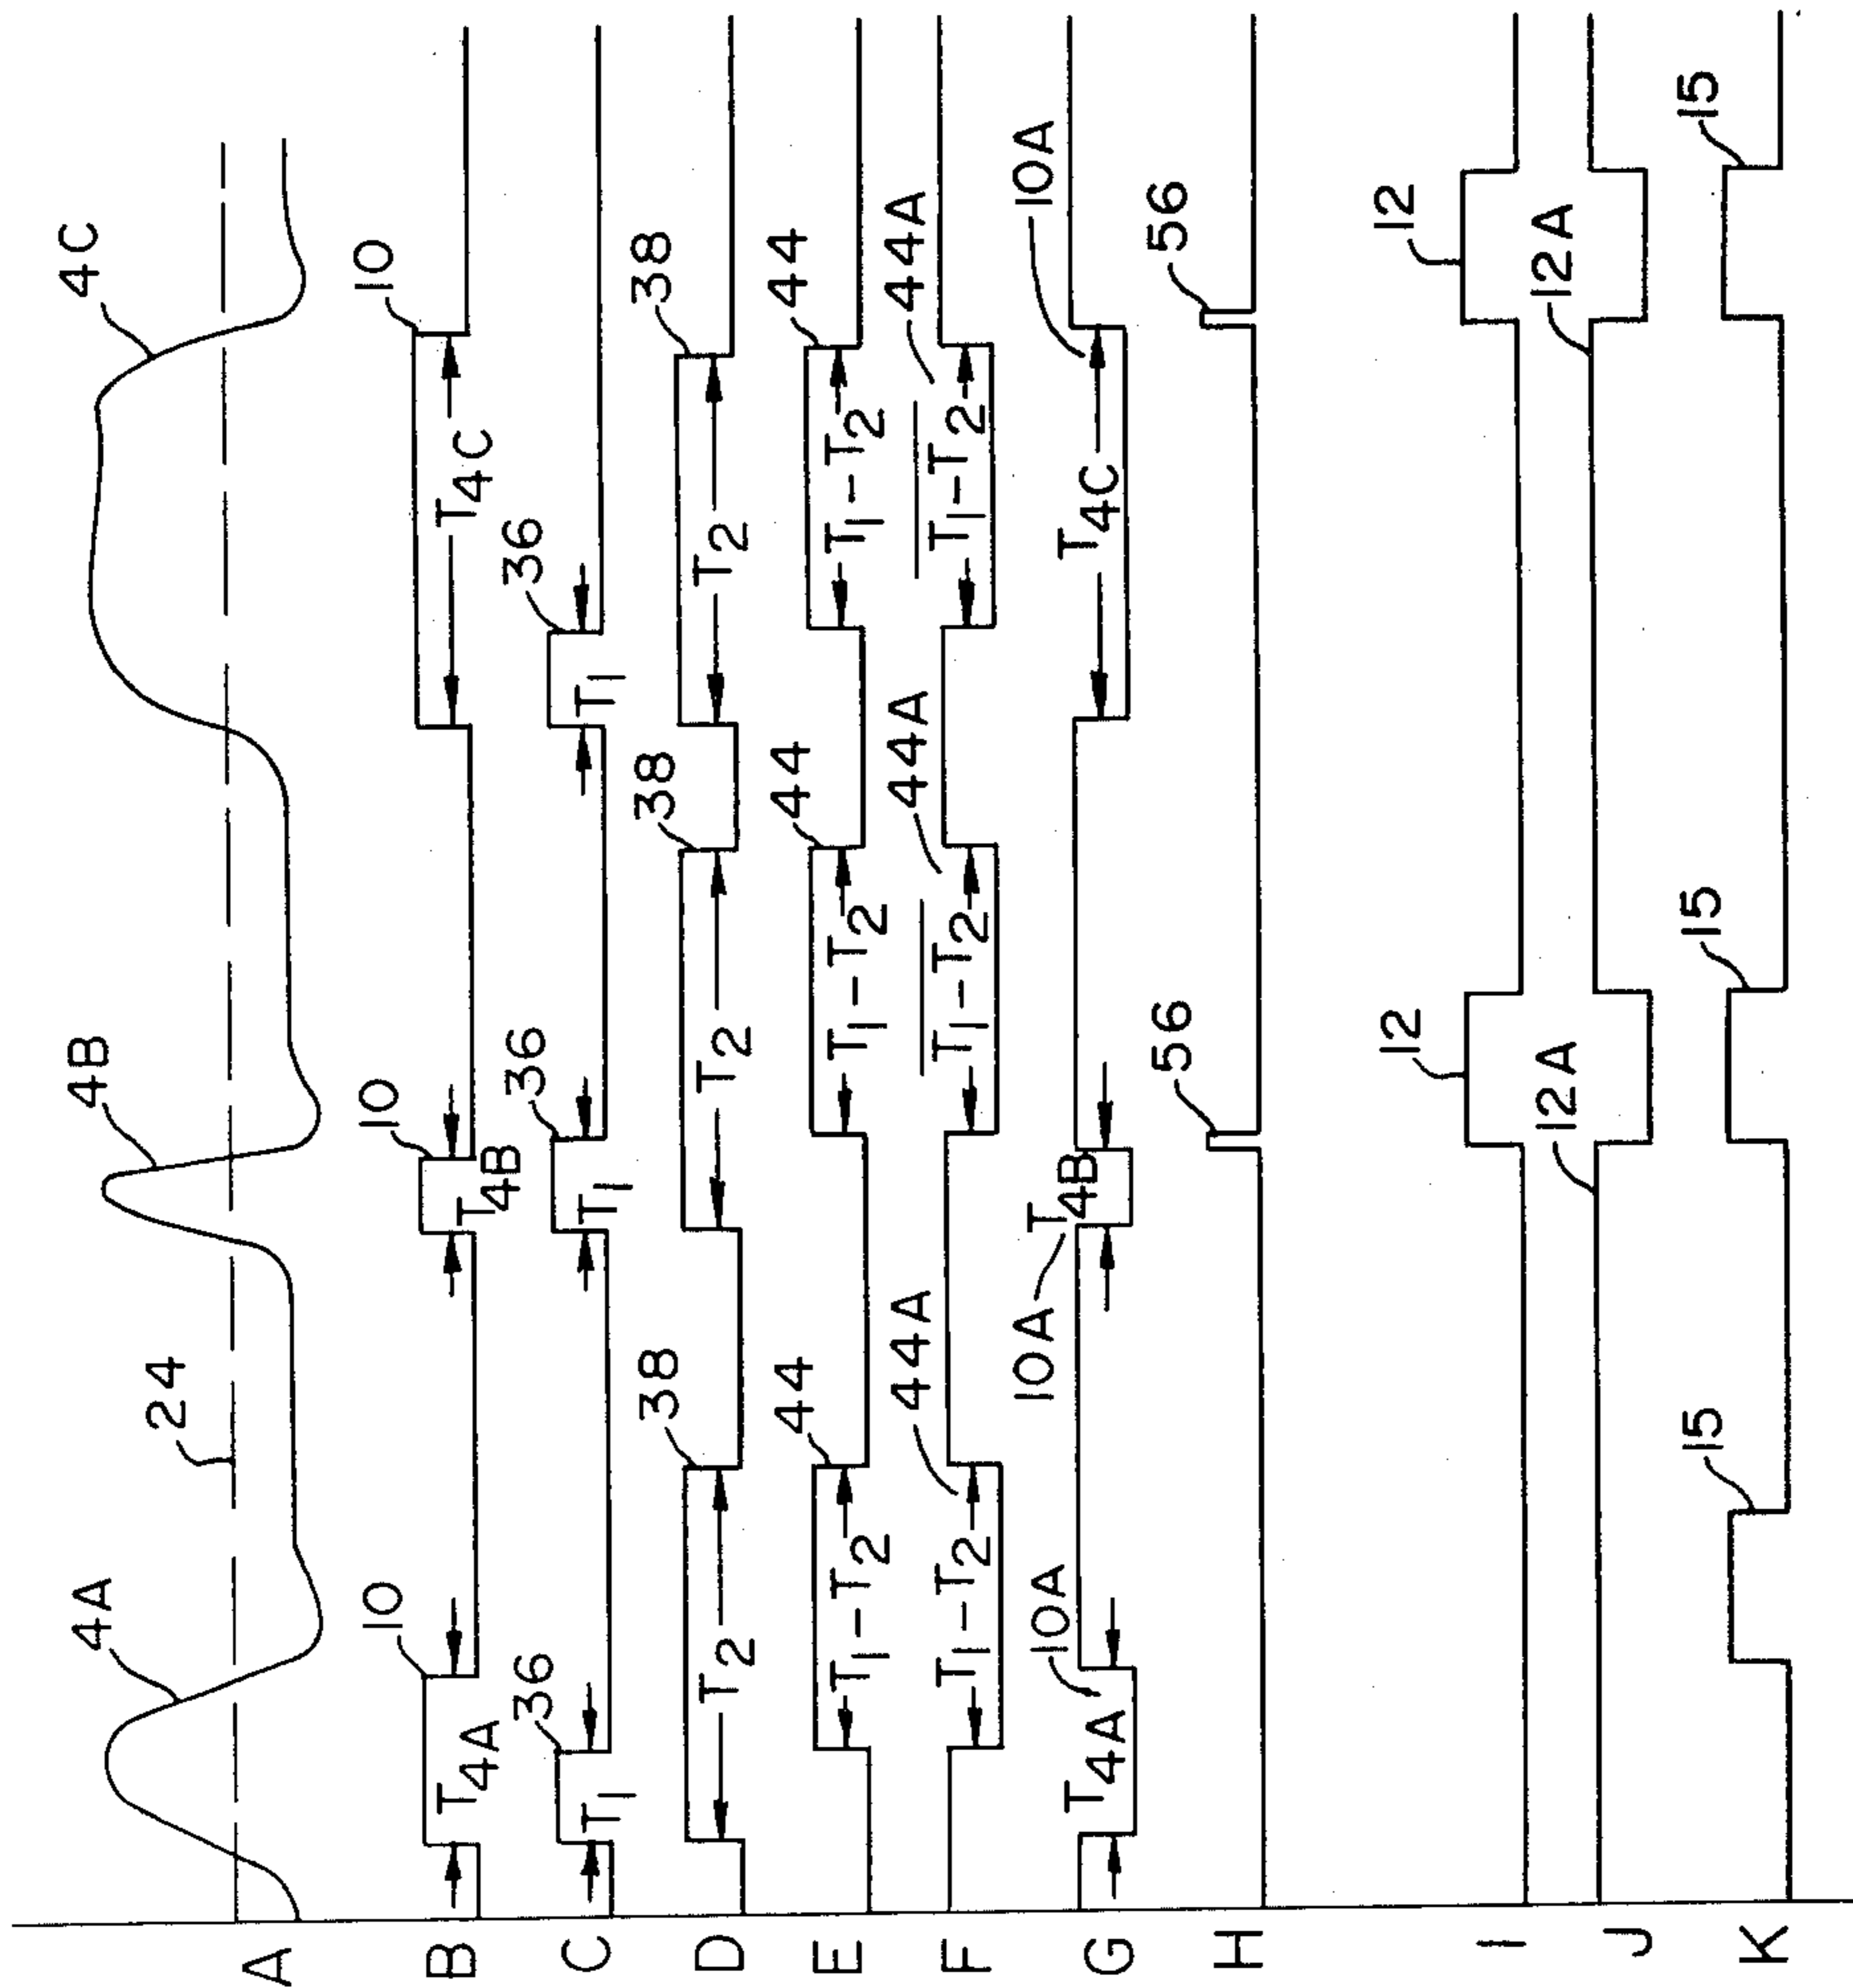 4A 24 4B 4C
A
10 10 10
B T4A T4B T4C
36 36 36
C T1 T1 T1
38 38 38
D T2 T2 T2
44 44 44
E T1-T2 T1-T2 T1-T2
44A 44A 44A
F T1-T2 T1-T2 T1-T2
10A 10A 10A
G T4A T4B T4C
56 56
H
12 12
I
12A 12A
J
15 15 15
K